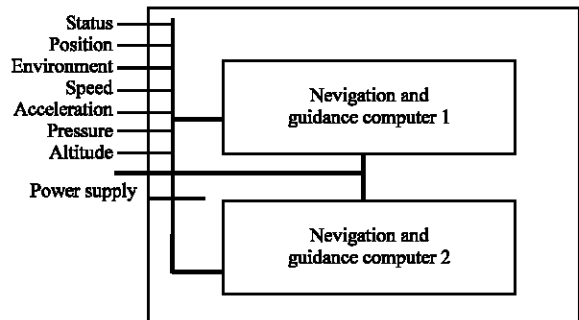 Status
Position
Environment
Speed
Acceleration
Pressure
Altitude
Power supply
Nevigation and
guidance computer 1
Nevigation and
guidance computer 2